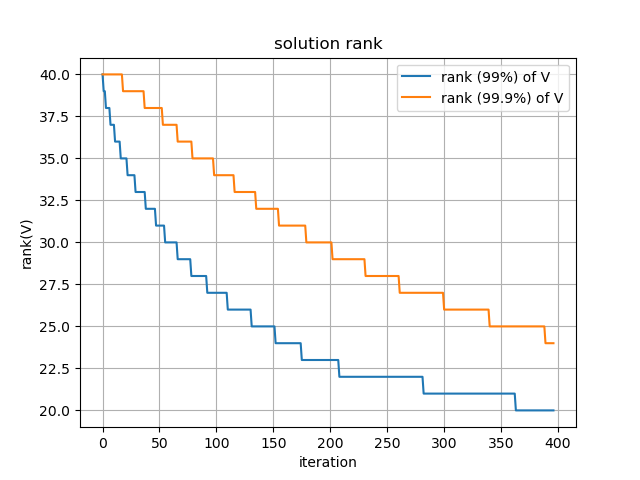 solution rank
rank (99%) of V
rank (99.9%) of V
rank(V)
40.0
37.5
35.0
32.5
30.0
27.5
25.0
22.5
20.0
0 50 100 150 200 250 300 350 400
iteration